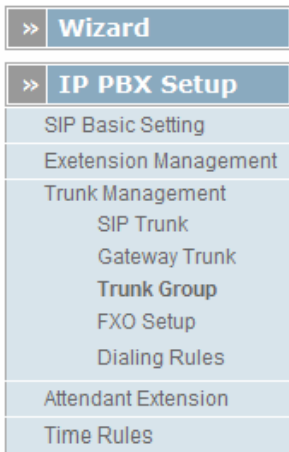 » Wizard
» IP PBX Setup
SIP Basic Setting
Exetension Management
Trunk Management
SIP Trunk
Gateway Trunk
Trunk Group
FXO Setup
Dialing Rules
Attendant Extension
Time Rules